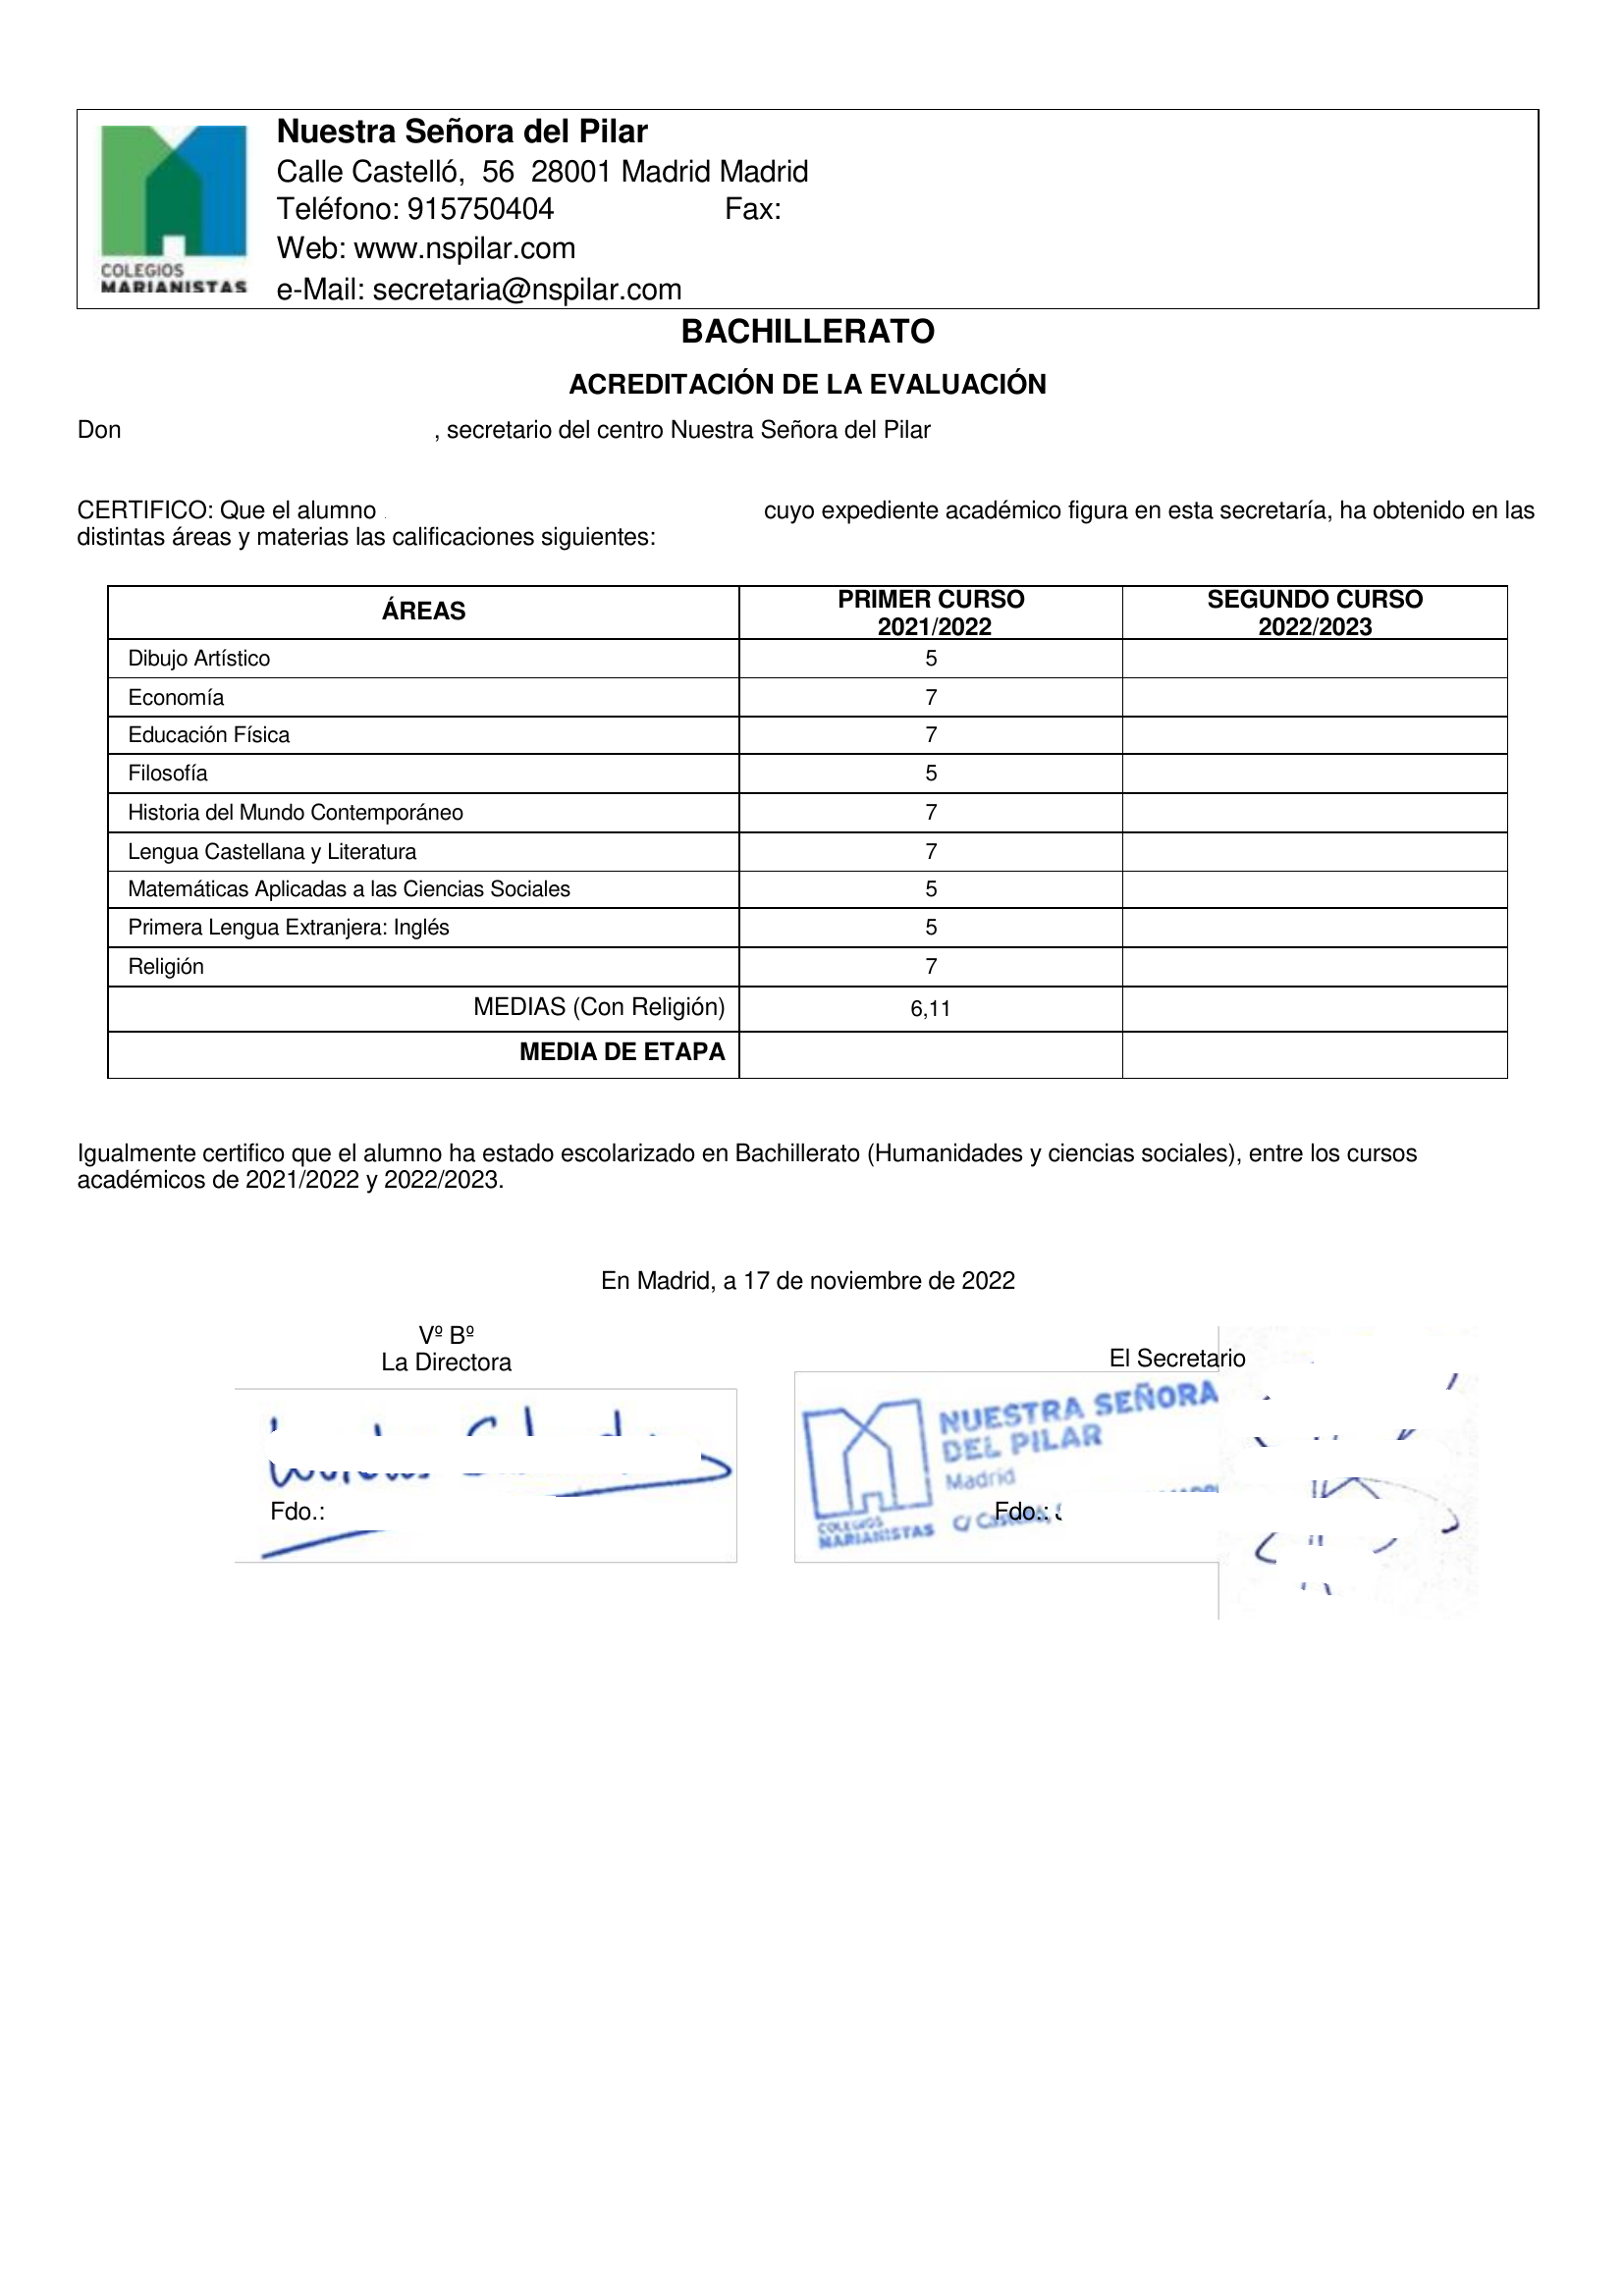 COLEGIOS
MARIANISTAS
Nuestra Señora del Pilar
Calle Castelló, 56 28001 Madrid Madrid
Teléfono: 915750404 Fax:
Web: www.nspilar.com
e-Mail: secretaria@nspilar.com
BACHILLERATO
ACREDITACIÓN DE LA EVALUACIÓN
Don , secretario del centro Nuestra Señora del Pilar
CERTIFICO: Que el alumno cuyo expediente académico figura en esta secretaría, ha obtenido en las
distintas áreas y materias las calificaciones siguientes:
ÁREAS PRIMER CURSO 2021/2022 SEGUNDO CURSO 2022/2023
Dibujo Artístico 5
Economía 7
Educación Física 7
Filosofía 5
Historia del Mundo Contemporáneo 7
Lengua Castellana y Literatura 7
Matemáticas Aplicadas a las Ciencias Sociales 5
Primera Lengua Extranjera: Inglés 5
Religión 7
MEDIAS (Con Religión) 6,11
MEDIA DE ETAPA
Igualmente certifico que el alumno ha estado escolarizado en Bachillerato (Humanidades y ciencias sociales), entre los cursos
académicos de 2021/2022 y 2022/2023.
En Madrid, a 17 de noviembre de 2022
Vº Bº
La Directora
El Secretario
NUESTRA SEÑORA
DEL PILAR
Madrid
Fdo.:
Fdo.:
COLEGIOS
MARIANISTAS C/